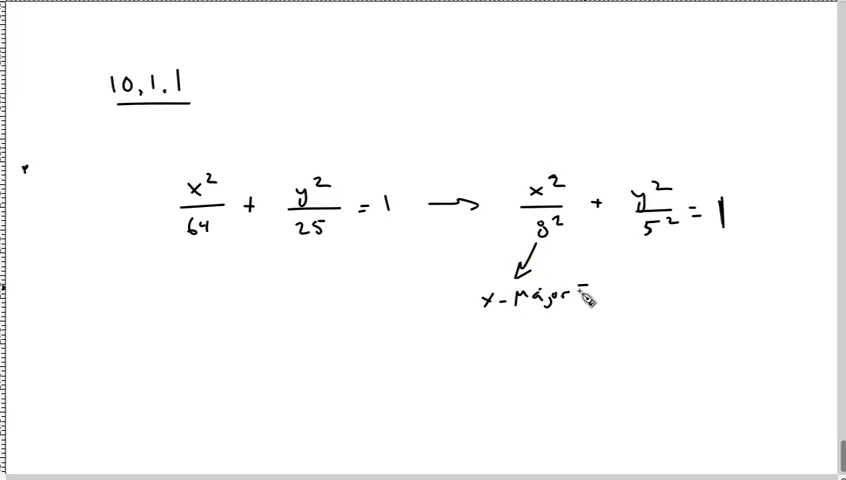 10,1.1
x²/64 + y²/25 = 1 → x²/8² + y²/5² = 1
x-Major =